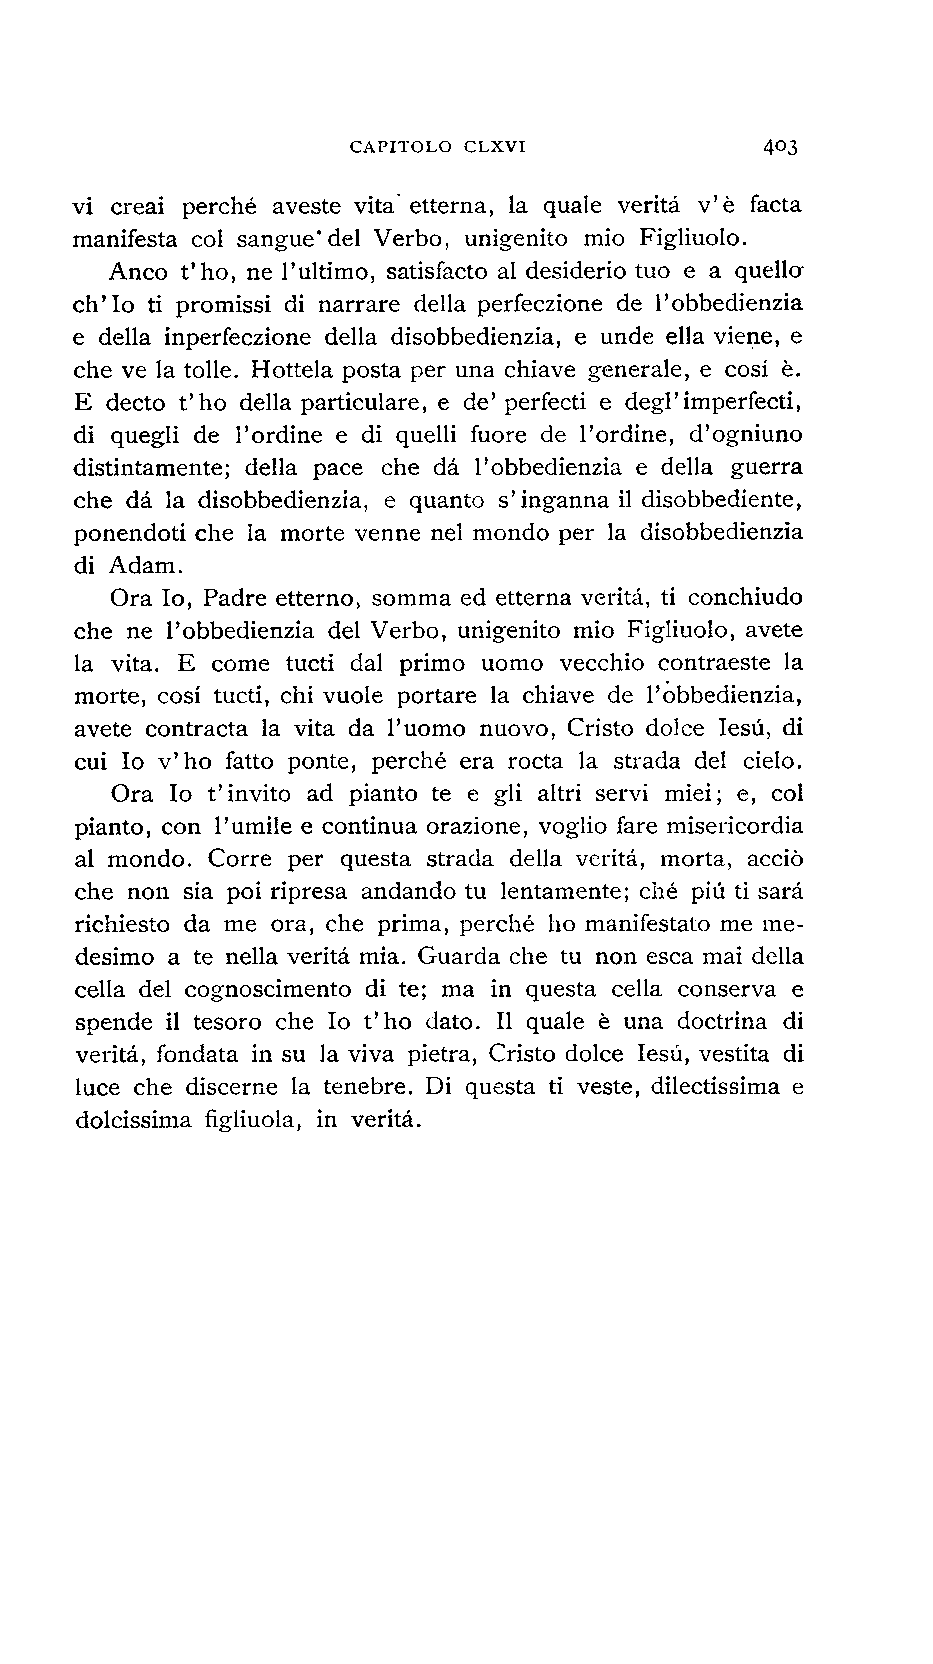 CAPITOLO CLXVI 403
vi creai perché aveste vita etterna, la quale veritá v'è facta
manifesta col sangue del Verbo, unigenito mio Figliuolo.
Anco t'ho, ne l'ultimo, satisfacto al desiderio tuo e a quello
ch'Io ti promissi di narrare della perfeczione de l'obbedienzia
e della inperfeczione della disobbedienzia, e unde ella viene, e
che ve la tolle. Hottela posta per una chiave generale, e cosí è.
E decto t'ho della particulare, e de' perfecti e degl'imperfecti,
di quegli de l'ordine e di quelli fuore de l'ordine, d'ogniuno
distintamente; della pace che dá l'obbedienzia e della guerra
che dá la disobbedienzia, e quanto s'inganna il disobbediente,
ponendoti che la morte venne nel mondo per la disobbedienzia
di Adam.
Ora Io, Padre etterno, somma ed etterna veritá, ti conchiudo
che ne l'obbedienzia del Verbo, unigenito mio Figliuolo, avete
la vita. E come tucti dal primo uomo vecchio contraeste la
morte, cosí tucti, chi vuole portare la chiave de l'obbedienzia,
avete contracta la vita da l'uomo nuovo, Cristo dolce Iesú, di
cui Io v'ho fatto ponte, perché era rocta la strada del cielo.
Ora Io t'invito ad pianto te e gli altri servi miei; e, col
pianto, con l'umile e continua orazione, voglio fare misericordia
al mondo. Corre per questa strada della veritá, morta, acciò
che non sia poi ripresa andando tu lentamente; ché piú ti sará
richiesto da me ora, che prima, perché ho manifestato me me-
desimo a te nella veritá mia. Guarda che tu non esca mai della
cella del cognoscimento di te; ma in questa cella conserva e
spende il tesoro che Io t'ho dato. Il quale è una doctrina di
veritá, fondata in su la viva pietra, Cristo dolce Iesú, vestita di
luce che discerne la tenebre. Di questa ti veste, dilectissima e
dolcissima figliuola, in veritá.